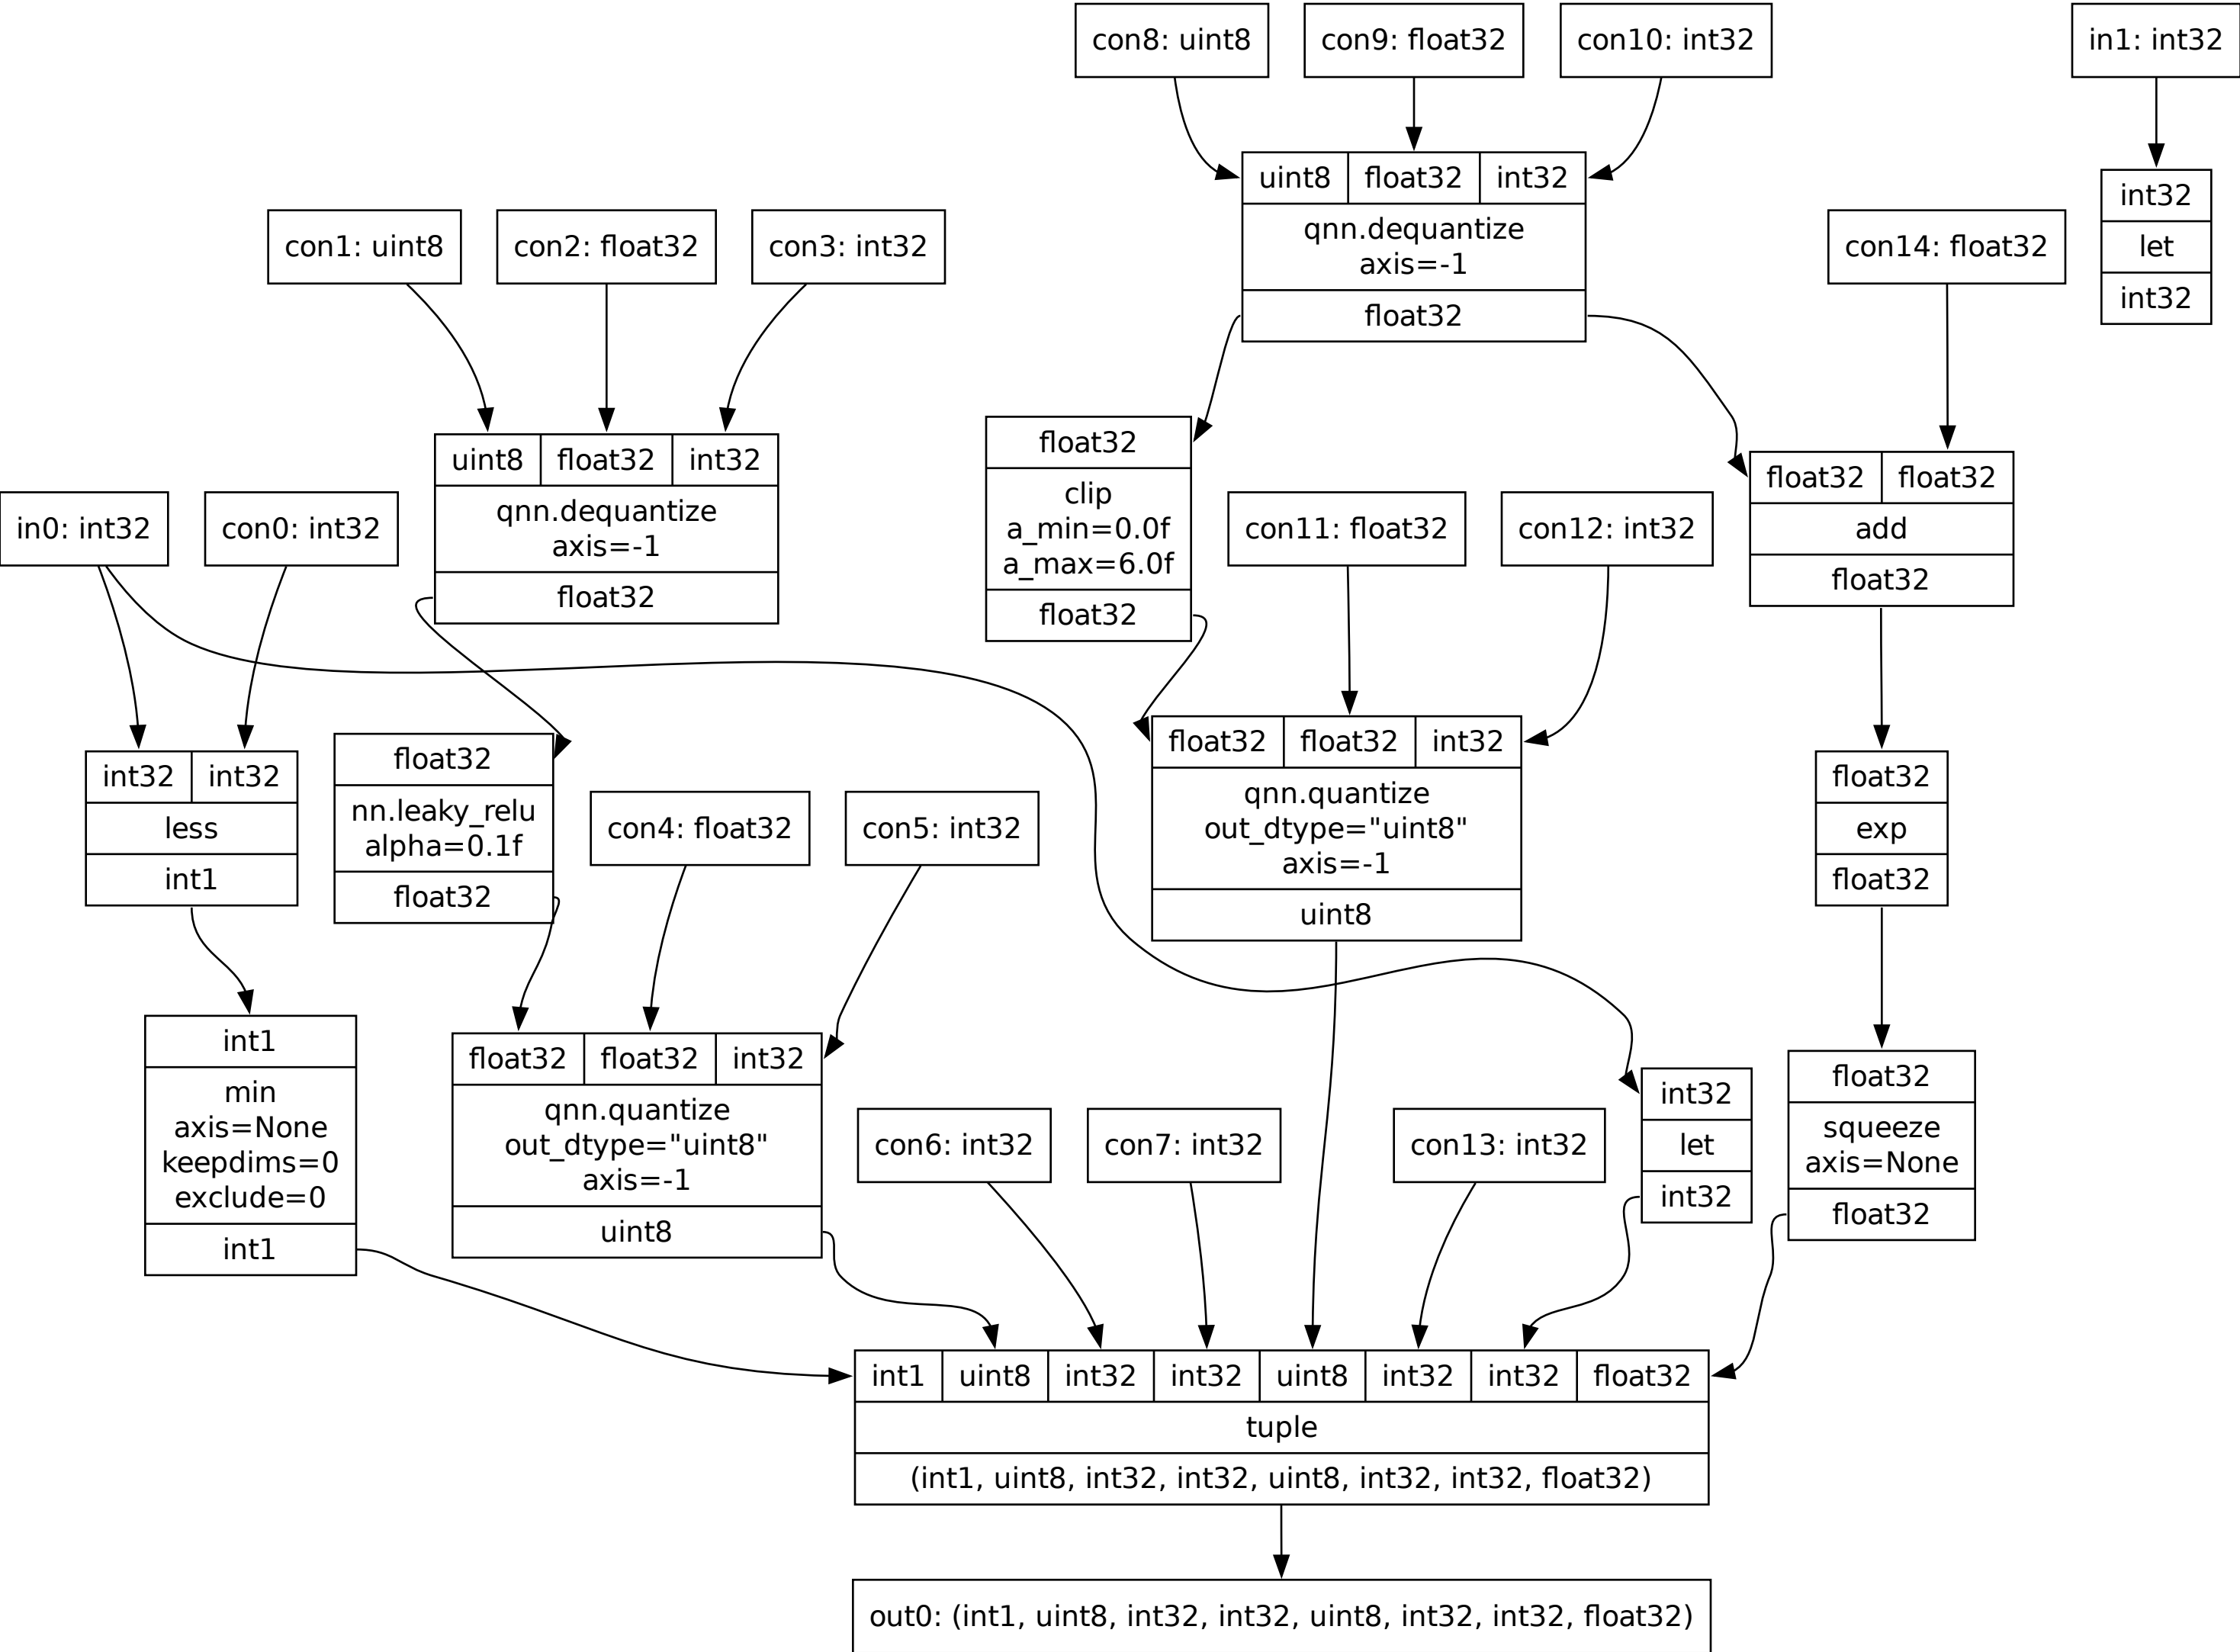 con8: uint8
con9: float32
con10: int32
in1: int32
uint8
float32
int32
qnn.dequantize
axis=-1
float32
int32
let
int32
con1: uint8
con2: float32
con3: int32
con14: float32
uint8
float32
int32
qnn.dequantize
axis=-1
float32
float32
clip
a_min=0.0f
a_max=6.0f
float32
float32
float32
add
float32
in0: int32
con0: int32
con11: float32
con12: int32
int32
int32
less
int1
float32
nn.leaky_relu
alpha=0.1f
float32
con4: float32
con5: int32
float32
float32
int32
qnn.quantize
out_dtype="uint8"
axis=-1
uint8
float32
exp
float32
int1
min
axis=None
keepdims=0
exclude=0
int1
float32
float32
int32
qnn.quantize
out_dtype="uint8"
axis=-1
uint8
con6: int32
con7: int32
con13: int32
int32
let
int32
float32
squeeze
axis=None
float32
int1
uint8
int32
int32
uint8
int32
int32
float32
tuple
(int1, uint8, int32, int32, uint8, int32, int32, float32)
out0: (int1, uint8, int32, int32, uint8, int32, int32, float32)